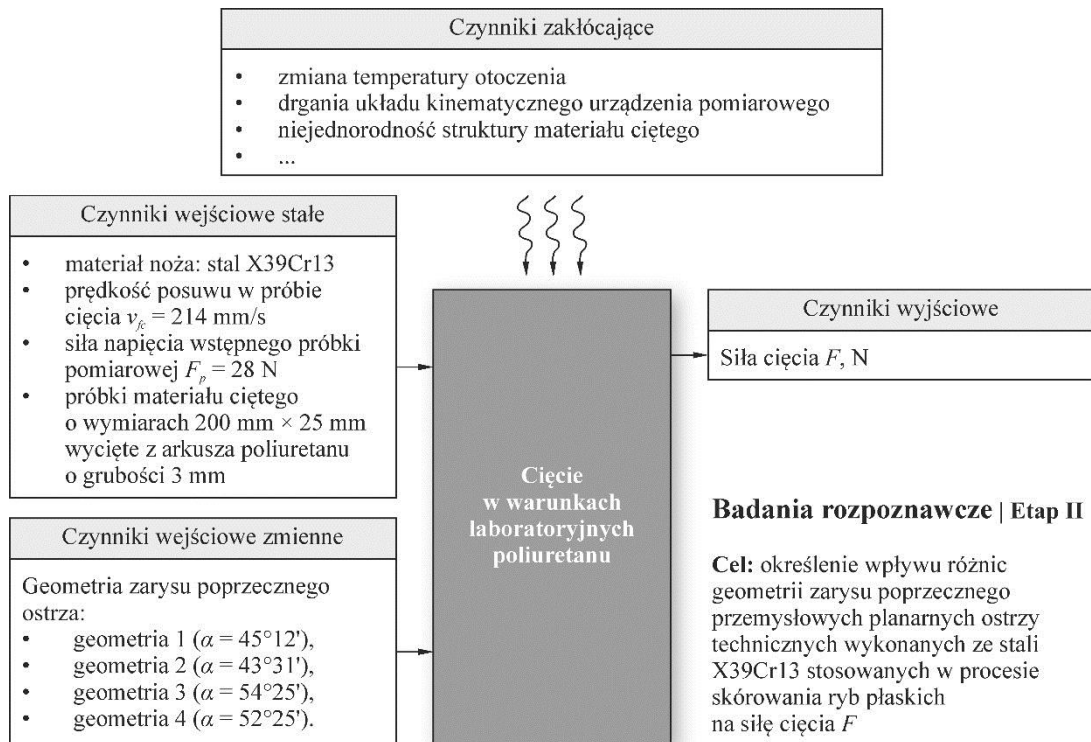 Czynniki zakłócające
• zmiana temperatury otoczenia
• drgania układu kinematycznego urządzenia pomiarowego
• niejednorodność struktury materiału ciętego
• ...
Czynniki wejściowe stałe
• materiał noża: stal X39Cr13
• prędkość posuwu w próbie
cięcia v_fc = 214 mm/s
• siła napięcia wstępnego próbki
pomiarowej F_p = 28 N
• próbki materiału ciętego
o wymiarach 200 mm × 25 mm
wycięte z arkusza poliuretanu
o grubości 3 mm
Czynniki wejściowe zmienne
Geometria zarysu poprzecznego
ostrza:
• geometria 1 (α = 45°12'),
• geometria 2 (α = 43°31'),
• geometria 3 (α = 54°25'),
• geometria 4 (α = 52°25').
Cięcie
w warunkach
laboratoryjnych
poliuretanu
Czynniki wyjściowe
Siła cięcia F, N
Badania rozpoznawcze | Etap II
Cel: określenie wpływu różnic
geometrii zarysu poprzecznego
przemysłowych planarnych ostrzy
technicznych wykonanych ze stali
X39Cr13 stosowanych w procesie
skórowania ryb płaskich
na siłę cięcia F